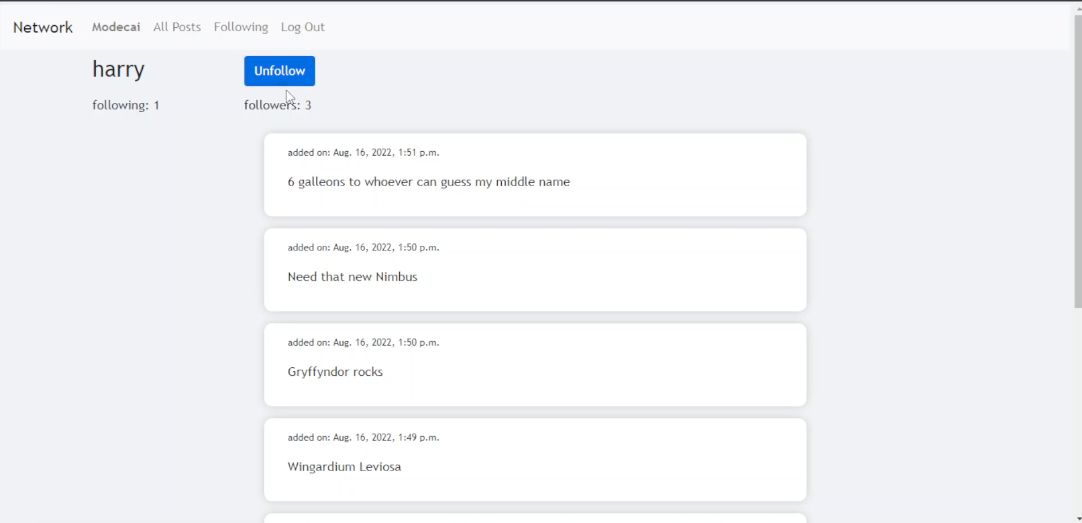 Network Modecai All Posts Following Log Out
harry Unfollow
following: 1 followers: 3
added on: Aug. 16, 2022, 1:51 p.m.
6 galleons to whoever can guess my middle name
added on: Aug. 16, 2022, 1:50 p.m.
Need that new Nimbus
added on: Aug. 16, 2022, 1:50 p.m.
Gryffyndor rocks
added on: Aug. 16, 2022, 1:49 p.m.
Wingardium Leviosa